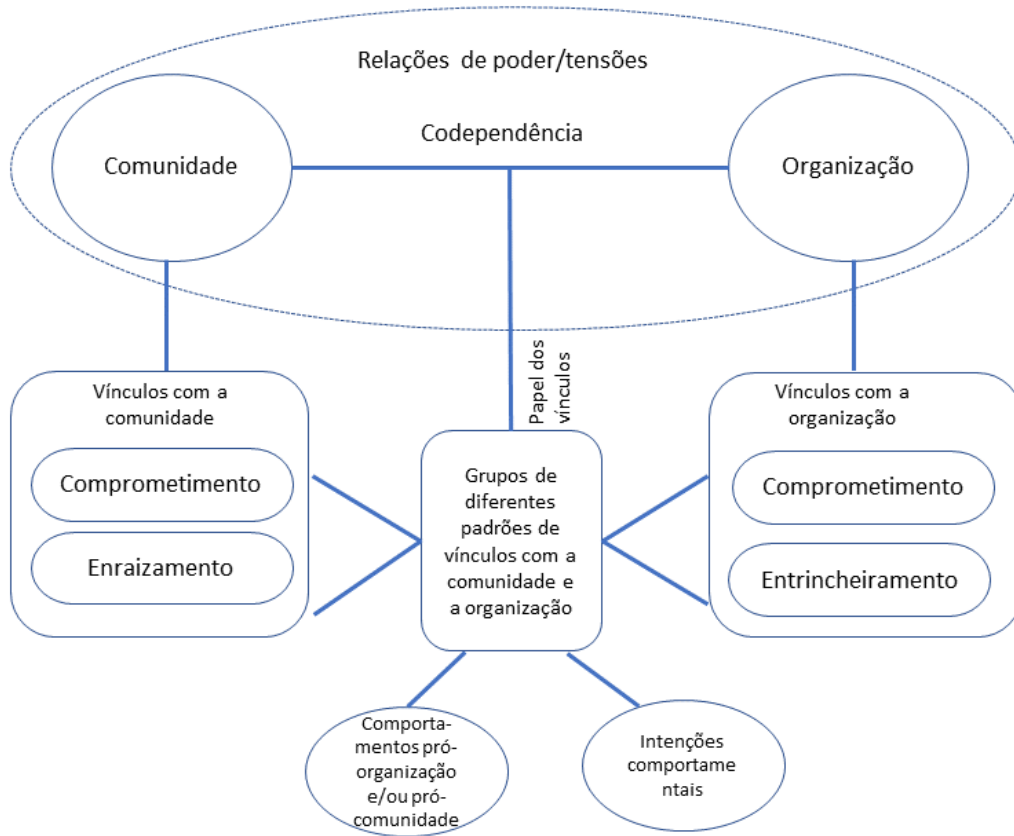 Relações de poder/tensões
Codependência
Comunidade
Organização
Papel dos
vínculos
Vínculos com a
comunidade
Comprometimento
Enraizamento
Grupos de
diferentes
padrões de
vínculos com a
comunidade e
a organização
Vínculos com a
organização
Comprometimento
Entrincheiramento
Comporta-
mentos pró-
organização
e/ou pró-
comunidade
Intenções
comportame
ntais